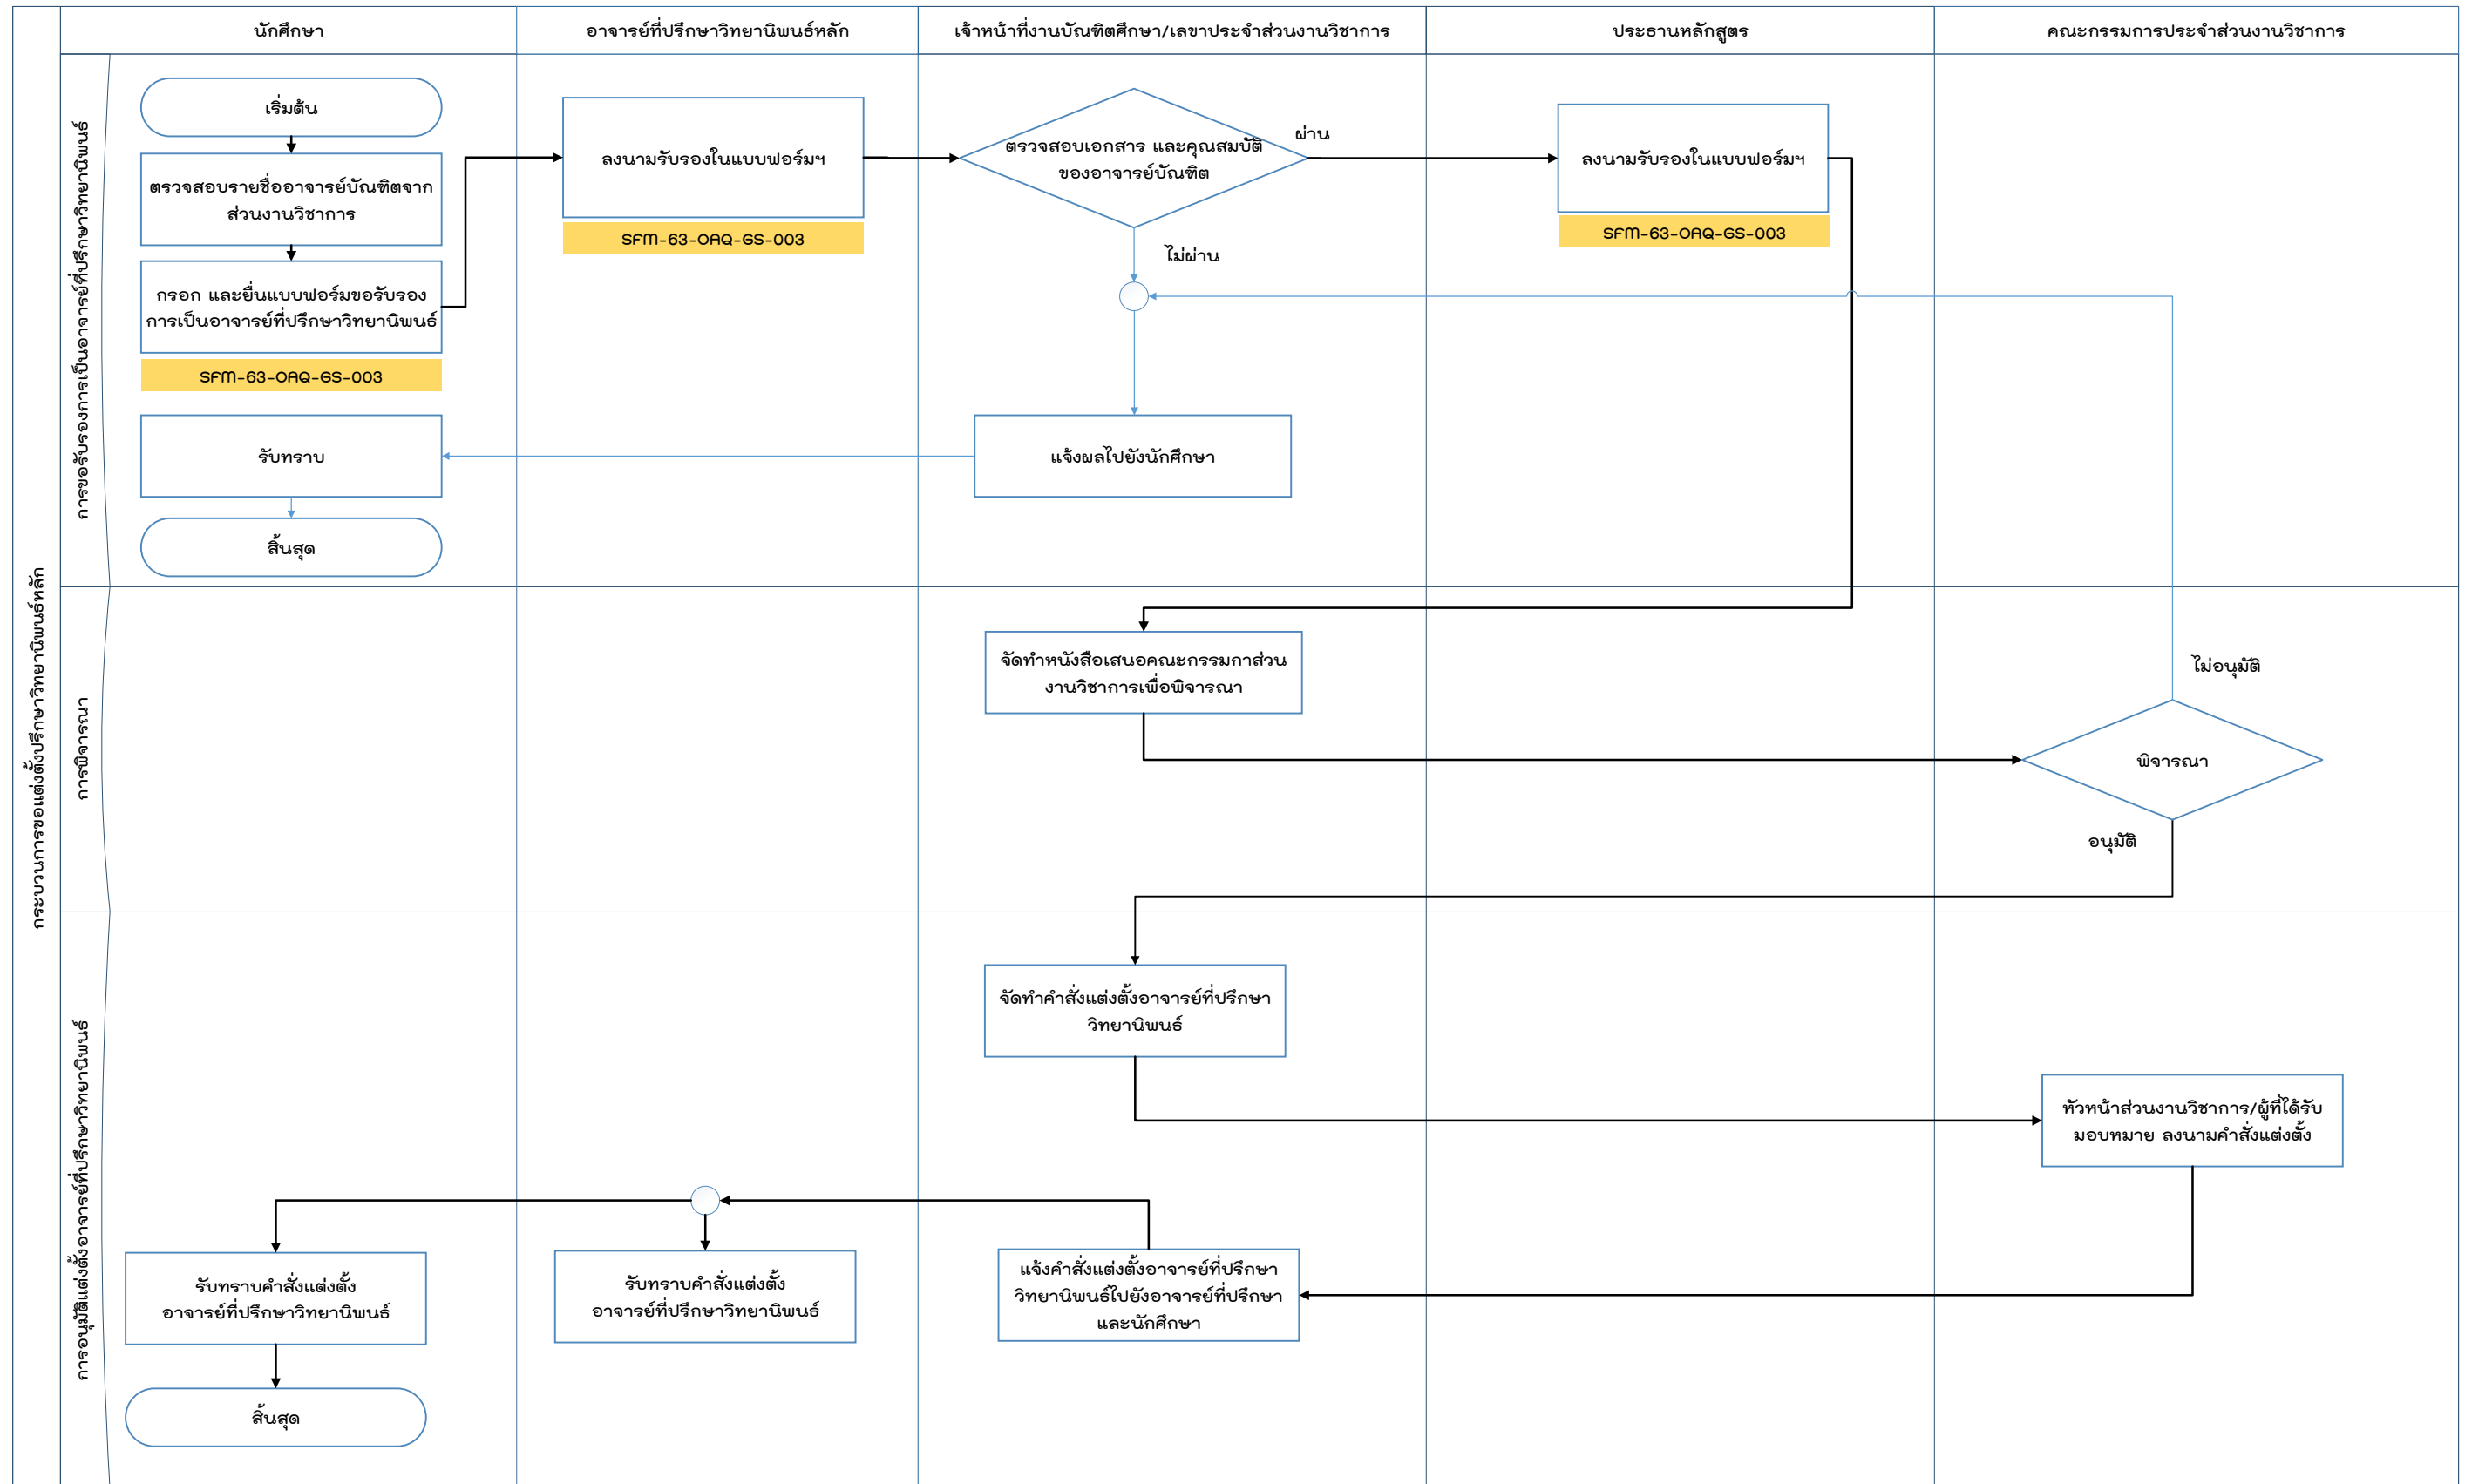 นักศึกษา
อาจารย์ที่ปรึกษาวิทยานิพนธ์หลัก
เจ้าหน้าที่งานบัณฑิตศึกษา/เลขาประจำส่วนงานวิชาการ
ประธานหลักสูตร
คณะกรรมการประจำส่วนงานวิชาการ
กระบวนการขอแต่งตั้งปรึกษาวิทยานิพนธ์หลัก
การขอรับรองการเป็นอาจารย์ที่ปรึกษาวิทยานิพนธ์
เริ่มต้น
ตรวจสอบรายชื่ออาจารย์บัณฑิตจาก
ส่วนงานวิชาการ
กรอก และยื่นแบบฟอร์มขอรับรอง
การเป็นอาจารย์ที่ปรึกษาวิทยานิพนธ์
SFM-63-OAQ-GS-003
ลงนามรับรองในแบบฟอร์มฯ
SFM-63-OAQ-GS-003
ตรวจสอบเอกสาร และคุณสมบัติ
ของอาจารย์บัณฑิต
ผ่าน
ไม่ผ่าน
ลงนามรับรองในแบบฟอร์มฯ
SFM-63-OAQ-GS-003
แจ้งผลไปยังนักศึกษา
รับทราบ
สิ้นสุด
การพิจารณา
จัดทำหนังสือเสนอคณะกรรมกาส่วน
งานวิชาการเพื่อพิจารณา
ไม่อนุมัติ
พิจารณา
อนุมัติ
การอนุมัติแต่งตั้งอาจารย์ที่ปรึกษาวิทยานิพนธ์
จัดทำคำสั่งแต่งตั้งอาจารย์ที่ปรึกษา
วิทยานิพนธ์
หัวหน้าส่วนงานวิชาการ/ผู้ที่ได้รับ
มอบหมาย ลงนามคำสั่งแต่งตั้ง
แจ้งคำสั่งแต่งตั้งอาจารย์ที่ปรึกษา
วิทยานิพนธ์ไปยังอาจารย์ที่ปรึกษา
และนักศึกษา
รับทราบคำสั่งแต่งตั้ง
อาจารย์ที่ปรึกษาวิทยานิพนธ์
รับทราบคำสั่งแต่งตั้ง
อาจารย์ที่ปรึกษาวิทยานิพนธ์
สิ้นสุด